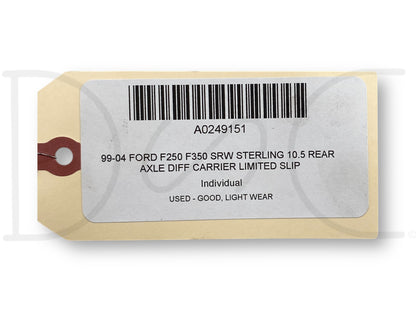 A0249151
99-04 FORD F250 F350 SRW STERLING 10.5 REAR
AXLE DIFF CARRIER LIMITED SLIP
Individual
USED - GOOD, LIGHT WEAR